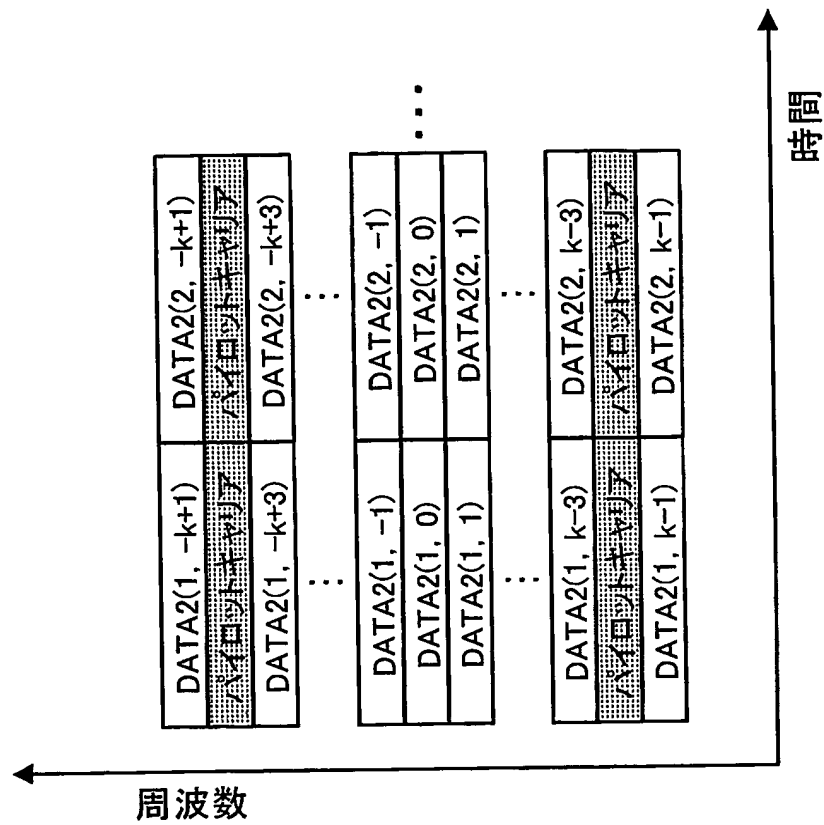 DATA2(1, -k+1)
DATA2(2, -k+1)
パイロットキャリア
パイロットキャリア
DATA2(1, -k+3)
DATA2(2, -k+3)
...
...
DATA2(1, -1)
DATA2(2, -1)
DATA2(1, 0)
DATA2(2, 0)
...
DATA2(1, 1)
DATA2(2, 1)
...
...
DATA2(1, k-3)
DATA2(2, k-3)
パイロットキャリア
パイロットキャリア
DATA2(1, k-1)
DATA2(2, k-1)
時間
周波数